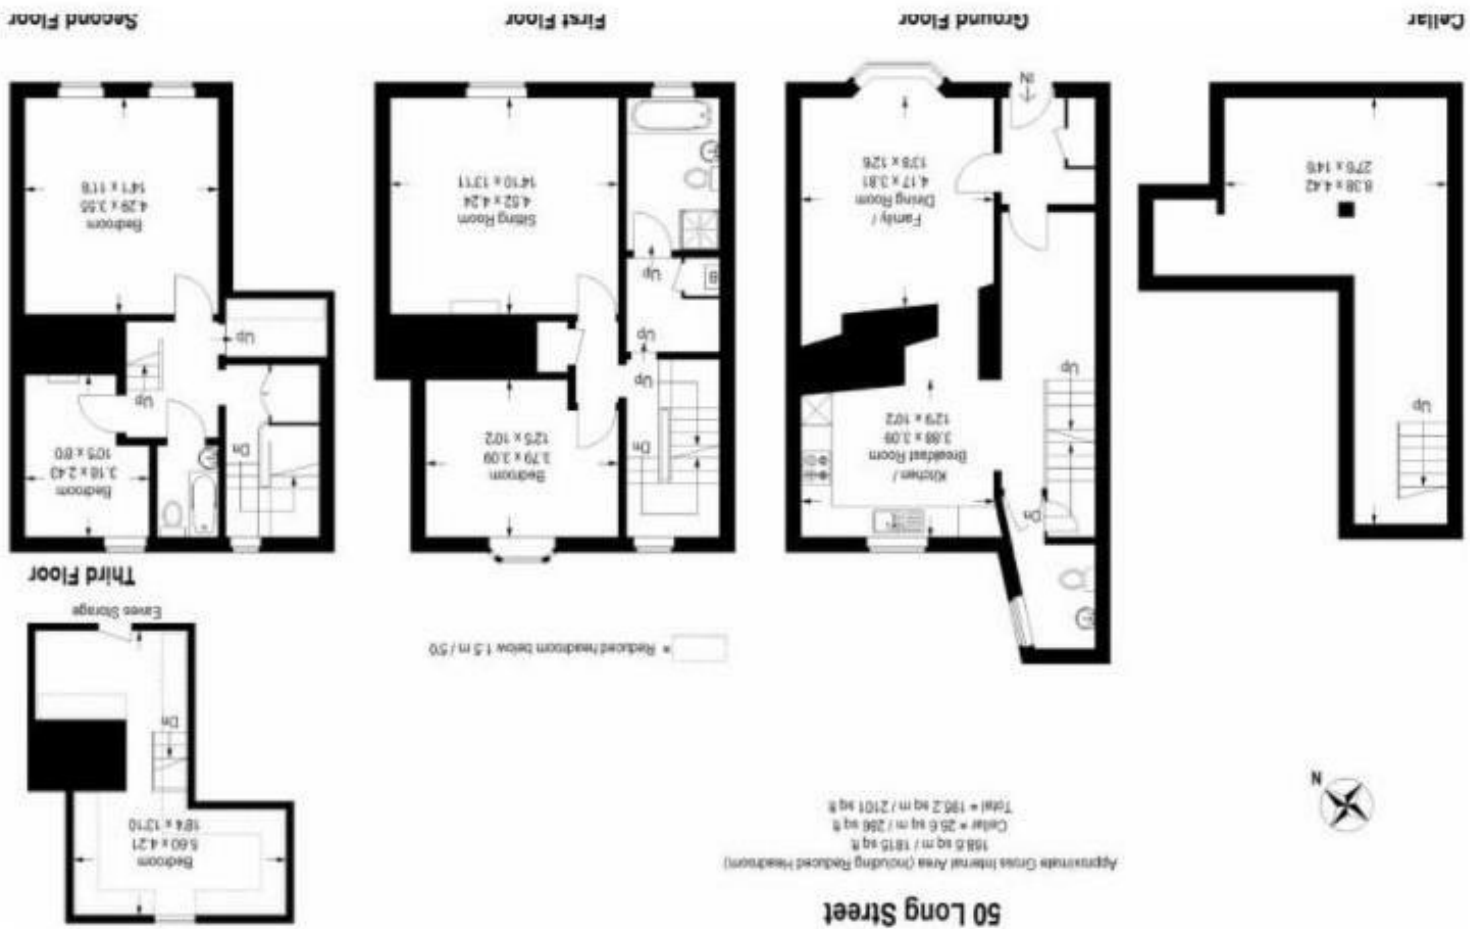 50 Long Street
Approximate Gross Internal Area (Including Reduced Headroom)
168.6 sq m / 1815 sq ft
Cellar = 26.6 sq m / 286 sq ft
Total = 195.2 sq m / 2101 sq ft
N
= Reduced headroom below 1.5 m / 5'0
Up
8.38 x 4.42
27'6 x 14'6
Cellar
Dn
Kitchen /
Breakfast Room
3.88 x 3.09
12'9 x 10'2
Up
Family /
Dining Room
4.17 x 3.81
13'8 x 12'6
IN
Ground Floor
Dn
Bedroom
3.79 x 3.09
12'5 x 10'2
Up
Up
Up
B
Sitting Room
4.52 x 4.24
14'10 x 13'11
First Floor
Bedroom
5.60 x 4.21
18'4 x 13'10
Dn
Eaves Storage
Third Floor
Dn
Bedroom
3.18 x 2.43
10'5 x 8'0
Up
Up
Bedroom
4.29 x 3.55
14'1 x 11'8
Second Floor